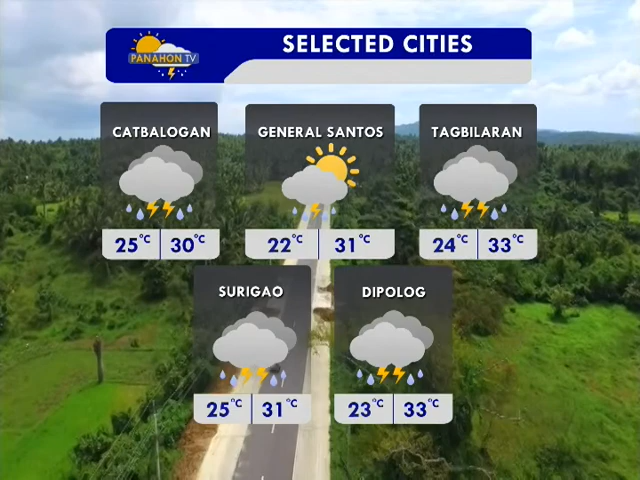 PANAHON TV
SELECTED CITIES
CATBALOGAN
25°C 30°C
GENERAL SANTOS
22°C 31°C
TAGBILARAN
24°C 33°C
SURIGAO
25°C 31°C
DIPOLOG
23°C 33°C